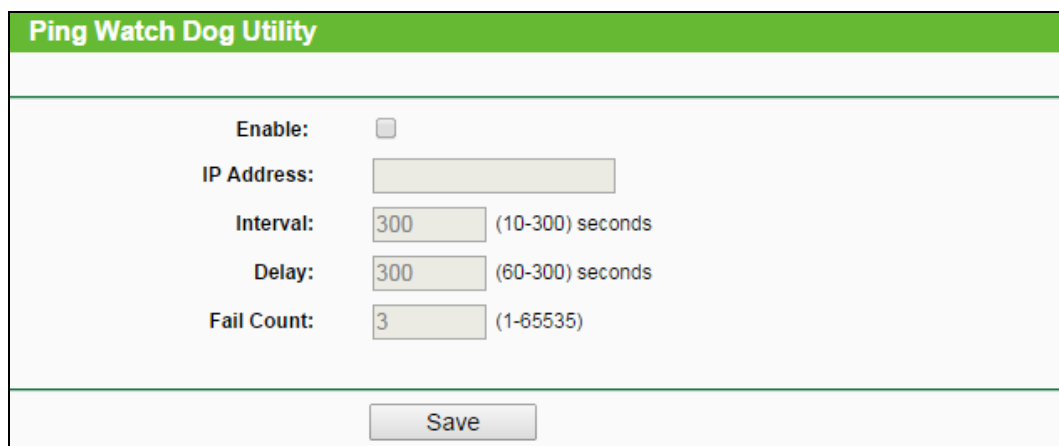 Ping Watch Dog Utility
Enable:
IP Address:
Interval: 300 (10-300) seconds
Delay: 300 (60-300) seconds
Fail Count: 3 (1-65535)
Save